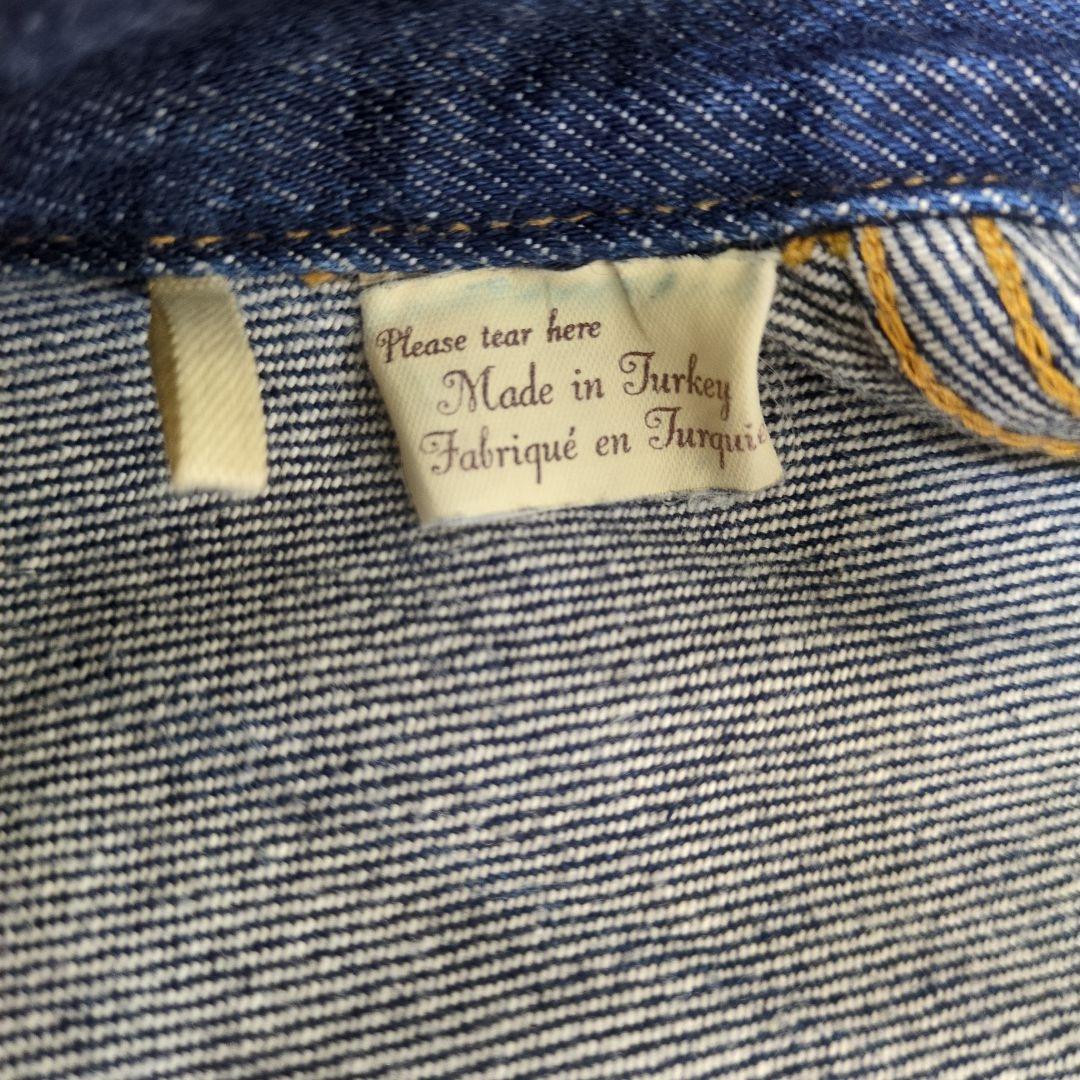 Please tear here
Made in Turkey
Fabriqué en Turquie